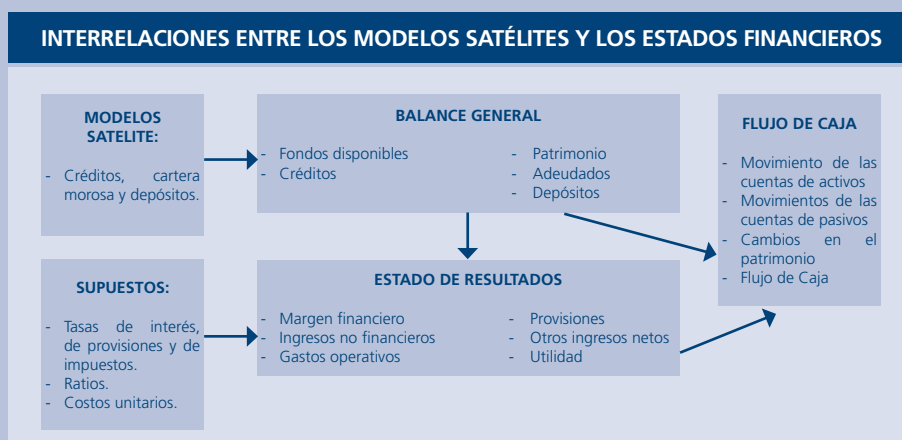 INTERRELACIONES ENTRE LOS MODELOS SATÉLITES Y LOS ESTADOS FINANCIEROS
MODELOS
SATELITE:
- Créditos, cartera
morosa y depósitos.
BALANCE GENERAL
- Fondos disponibles
- Créditos
- Patrimonio
- Adeudados
- Depósitos
FLUJO DE CAJA
- Movimiento de las
cuentas de activos
- Movimientos de las
cuentas de pasivos
- Cambios en el
patrimonio
- Flujo de Caja
SUPUESTOS:
- Tasas de interés,
de provisiones y de
impuestos.
- Ratios.
- Costos unitarios.
ESTADO DE RESULTADOS
- Margen financiero
- Ingresos no financieros
- Gastos operativos
- Provisiones
- Otros ingresos netos
- Utilidad